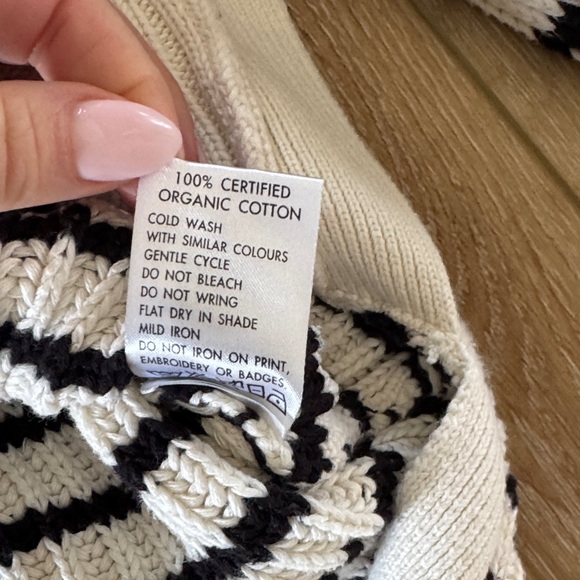 100% CERTIFIED
ORGANIC COTTON
COLD WASH
WITH SIMILAR COLOURS
GENTLE CYCLE
DO NOT BLEACH
DO NOT WRING
FLAT DRY IN SHADE
MILD IRON
DO NOT IRON ON PRINT,
EMBROIDERY OR BADGES